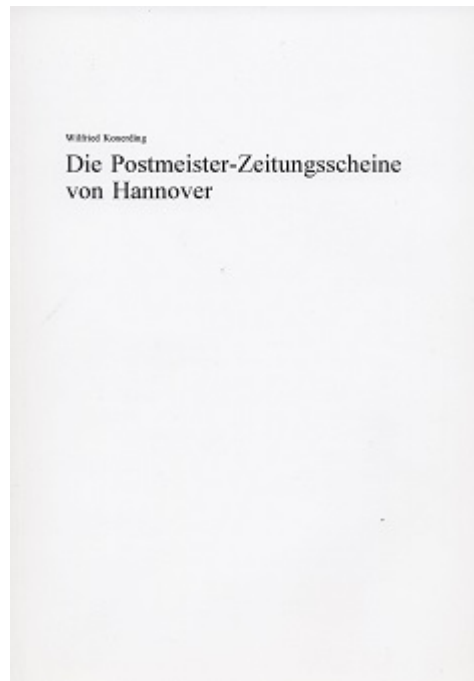 Wilfried Konerding
Die Postmeister-Zeitungsscheine
von Hannover